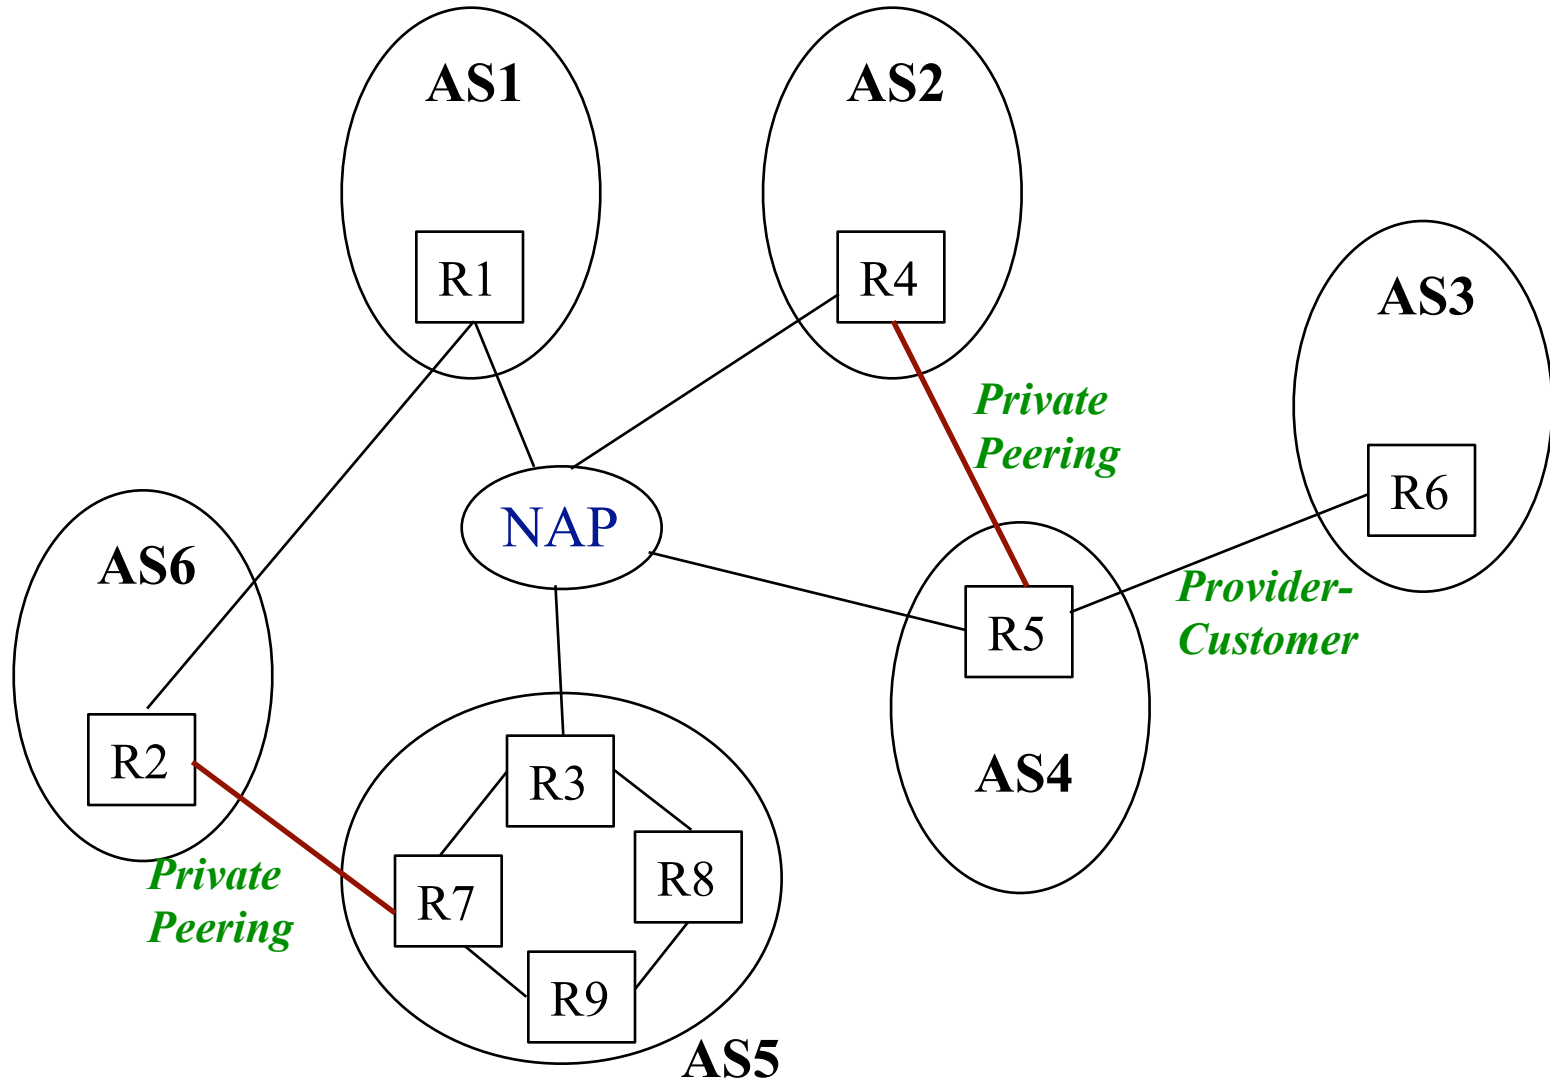 AS1
AS2
R1
R4
AS3
Private
Peering
R6
NAP
AS6
Provider-
Customer
R5
R2
R3
AS4
Private
Peering
R7
R8
R9
AS5